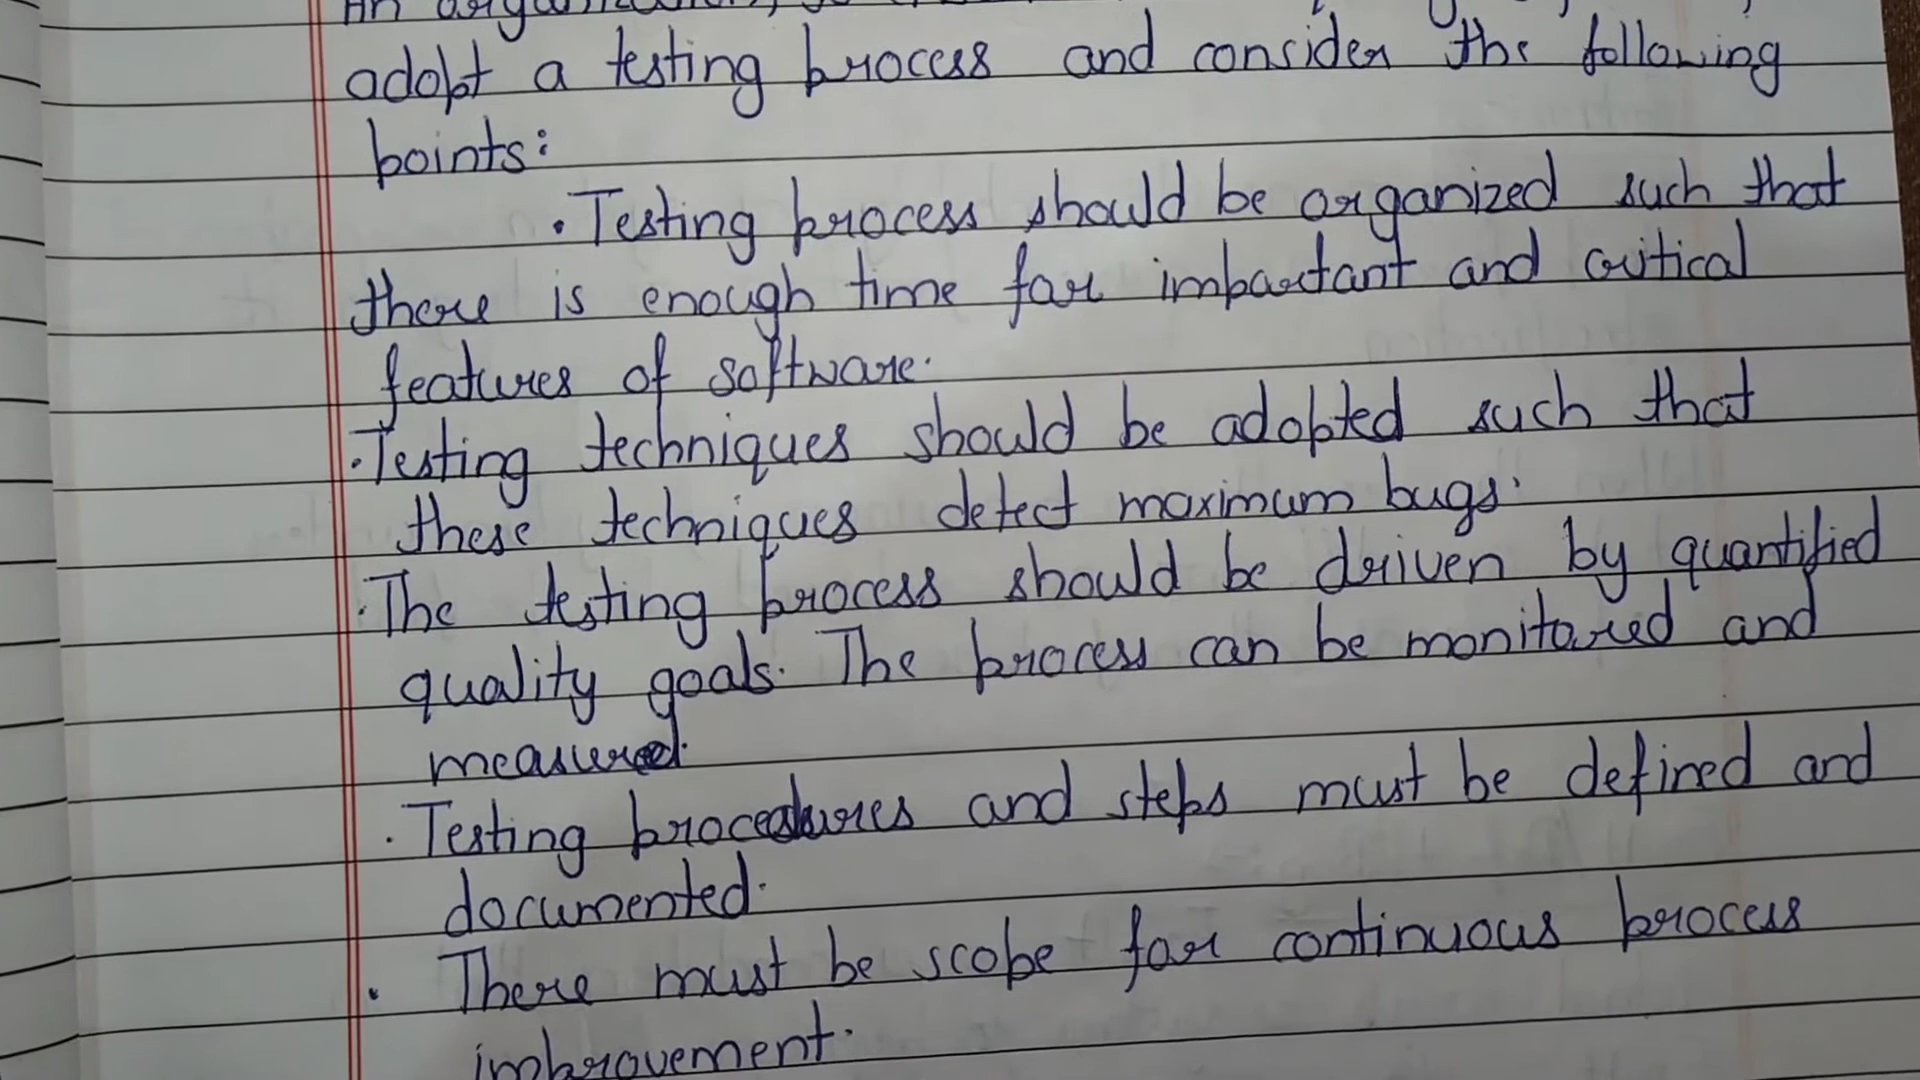 An organization,
adopt a testing process and consider the following
points:
• Testing process should be organized such that
there is enough time for important and critical
features of software.
• Testing techniques should be adopted such that
these techniques detect maximum bugs.
• The testing process should be driven by quantified
quality goals. The process can be monitored and
measured.
• Testing procedures and steps must be defined and
documented.
• There must be scope for continuous process
improvement.